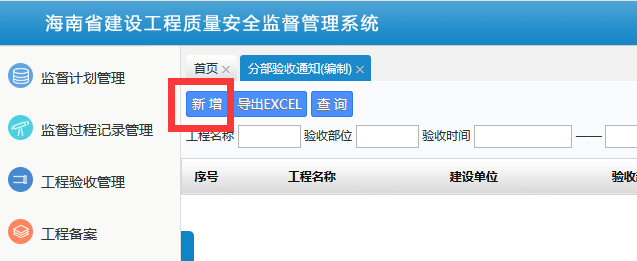 海南省建设工程质量安全监督管理系统
首页 × 分部验收通知(编制) ×
监督计划管理
新 增 导出EXCEL 查 询
监督过程记录管理
工程名称 验收部位 验收时间 ——
序号 工程名称 建设单位
工程验收管理
工程备案